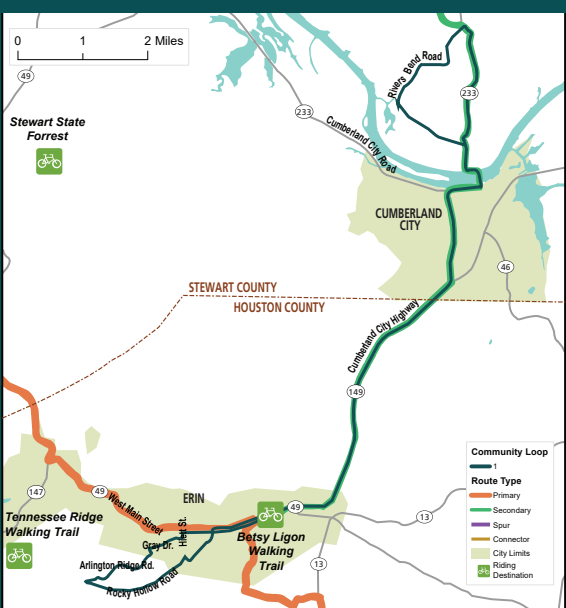 0 1 2 Miles
49
Stewart State
Forrest
233
Cumberland City Road
Rivers Bend Road
233
CUMBERLAND
CITY
46
STEWART COUNTY
HOUSTON COUNTY
Cumberland City Highway
149
147
49
West Main Street
ERIN
49
Hiett St.
Tennessee Ridge
Walking Trail
Gray Dr.
Betsy Ligon
Walking
Trail
Arlington Ridge Rd.
Rocky Hollow Road
13
13
Community Loop
1
Route Type
Primary
Secondary
Spur
Connector
City Limits
Riding
Destination